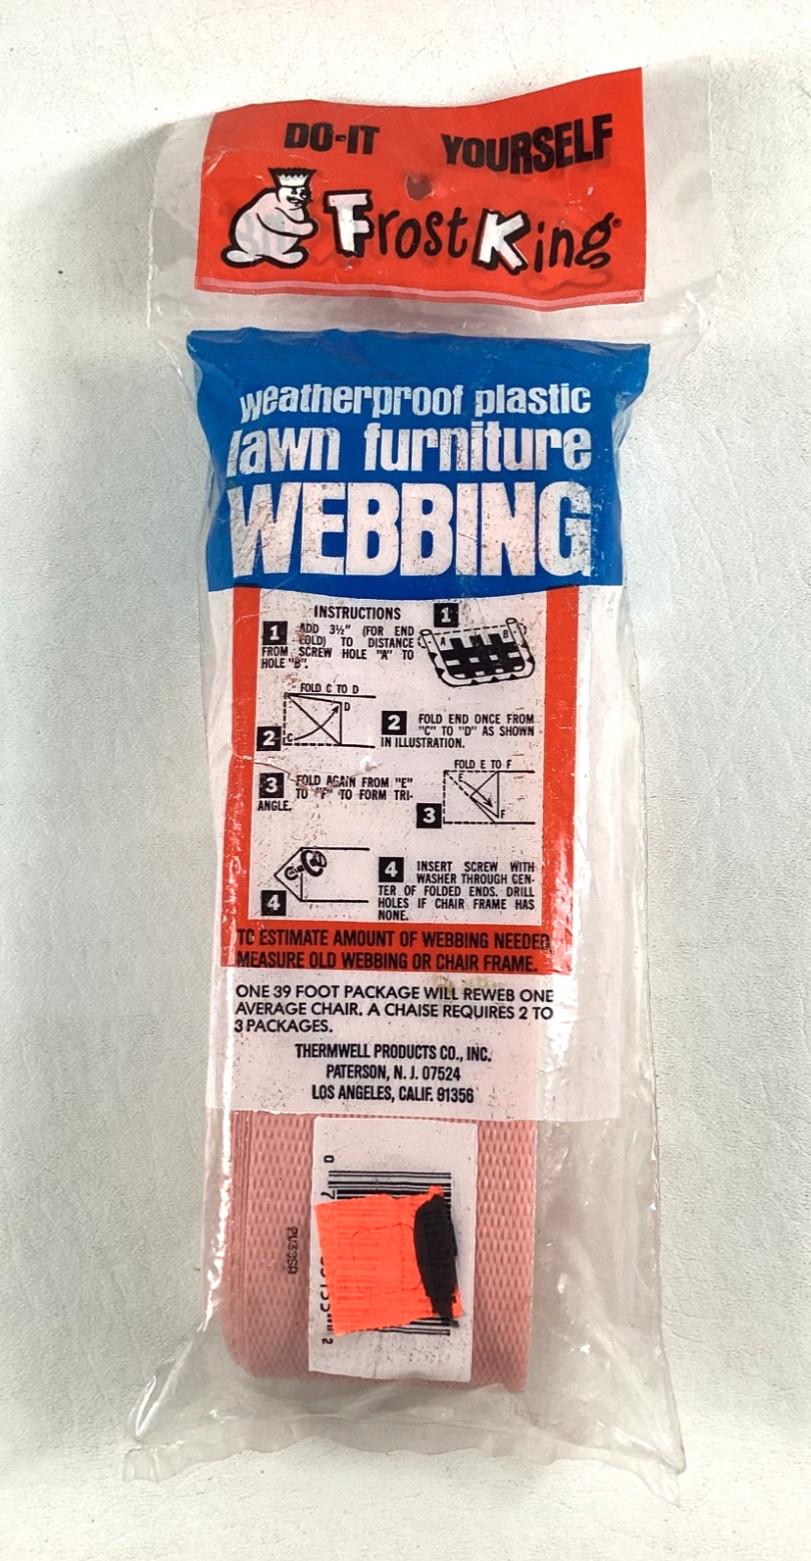 DO-IT YOURSELF
Frost King®
weatherproof plastic
lawn furniture
WEBBING
INSTRUCTIONS
1 ADD 3½" (FOR END
FOLD) TO DISTANCE
FROM SCREW HOLE "A" TO
HOLE "B".
1
A B
FOLD C TO D
D
C
2
2 FOLD END ONCE FROM
"C" TO "D" AS SHOWN
IN ILLUSTRATION.
3 FOLD AGAIN FROM "E"
TO "F" TO FORM TRI-
ANGLE.
FOLD E TO F
E
F
3
4
4 INSERT SCREW WITH
WASHER THROUGH CEN-
TER OF FOLDED ENDS. DRILL
HOLES IF CHAIR FRAME HAS
NONE.
TO ESTIMATE AMOUNT OF WEBBING NEEDED,
MEASURE OLD WEBBING OR CHAIR FRAME.
ONE 39 FOOT PACKAGE WILL REWEB ONE
AVERAGE CHAIR. A CHAISE REQUIRES 2 TO
3 PACKAGES.
THERMWELL PRODUCTS CO., INC.
PATERSON, N. J. 07524
LOS ANGELES, CALIF. 91356
0
7
2